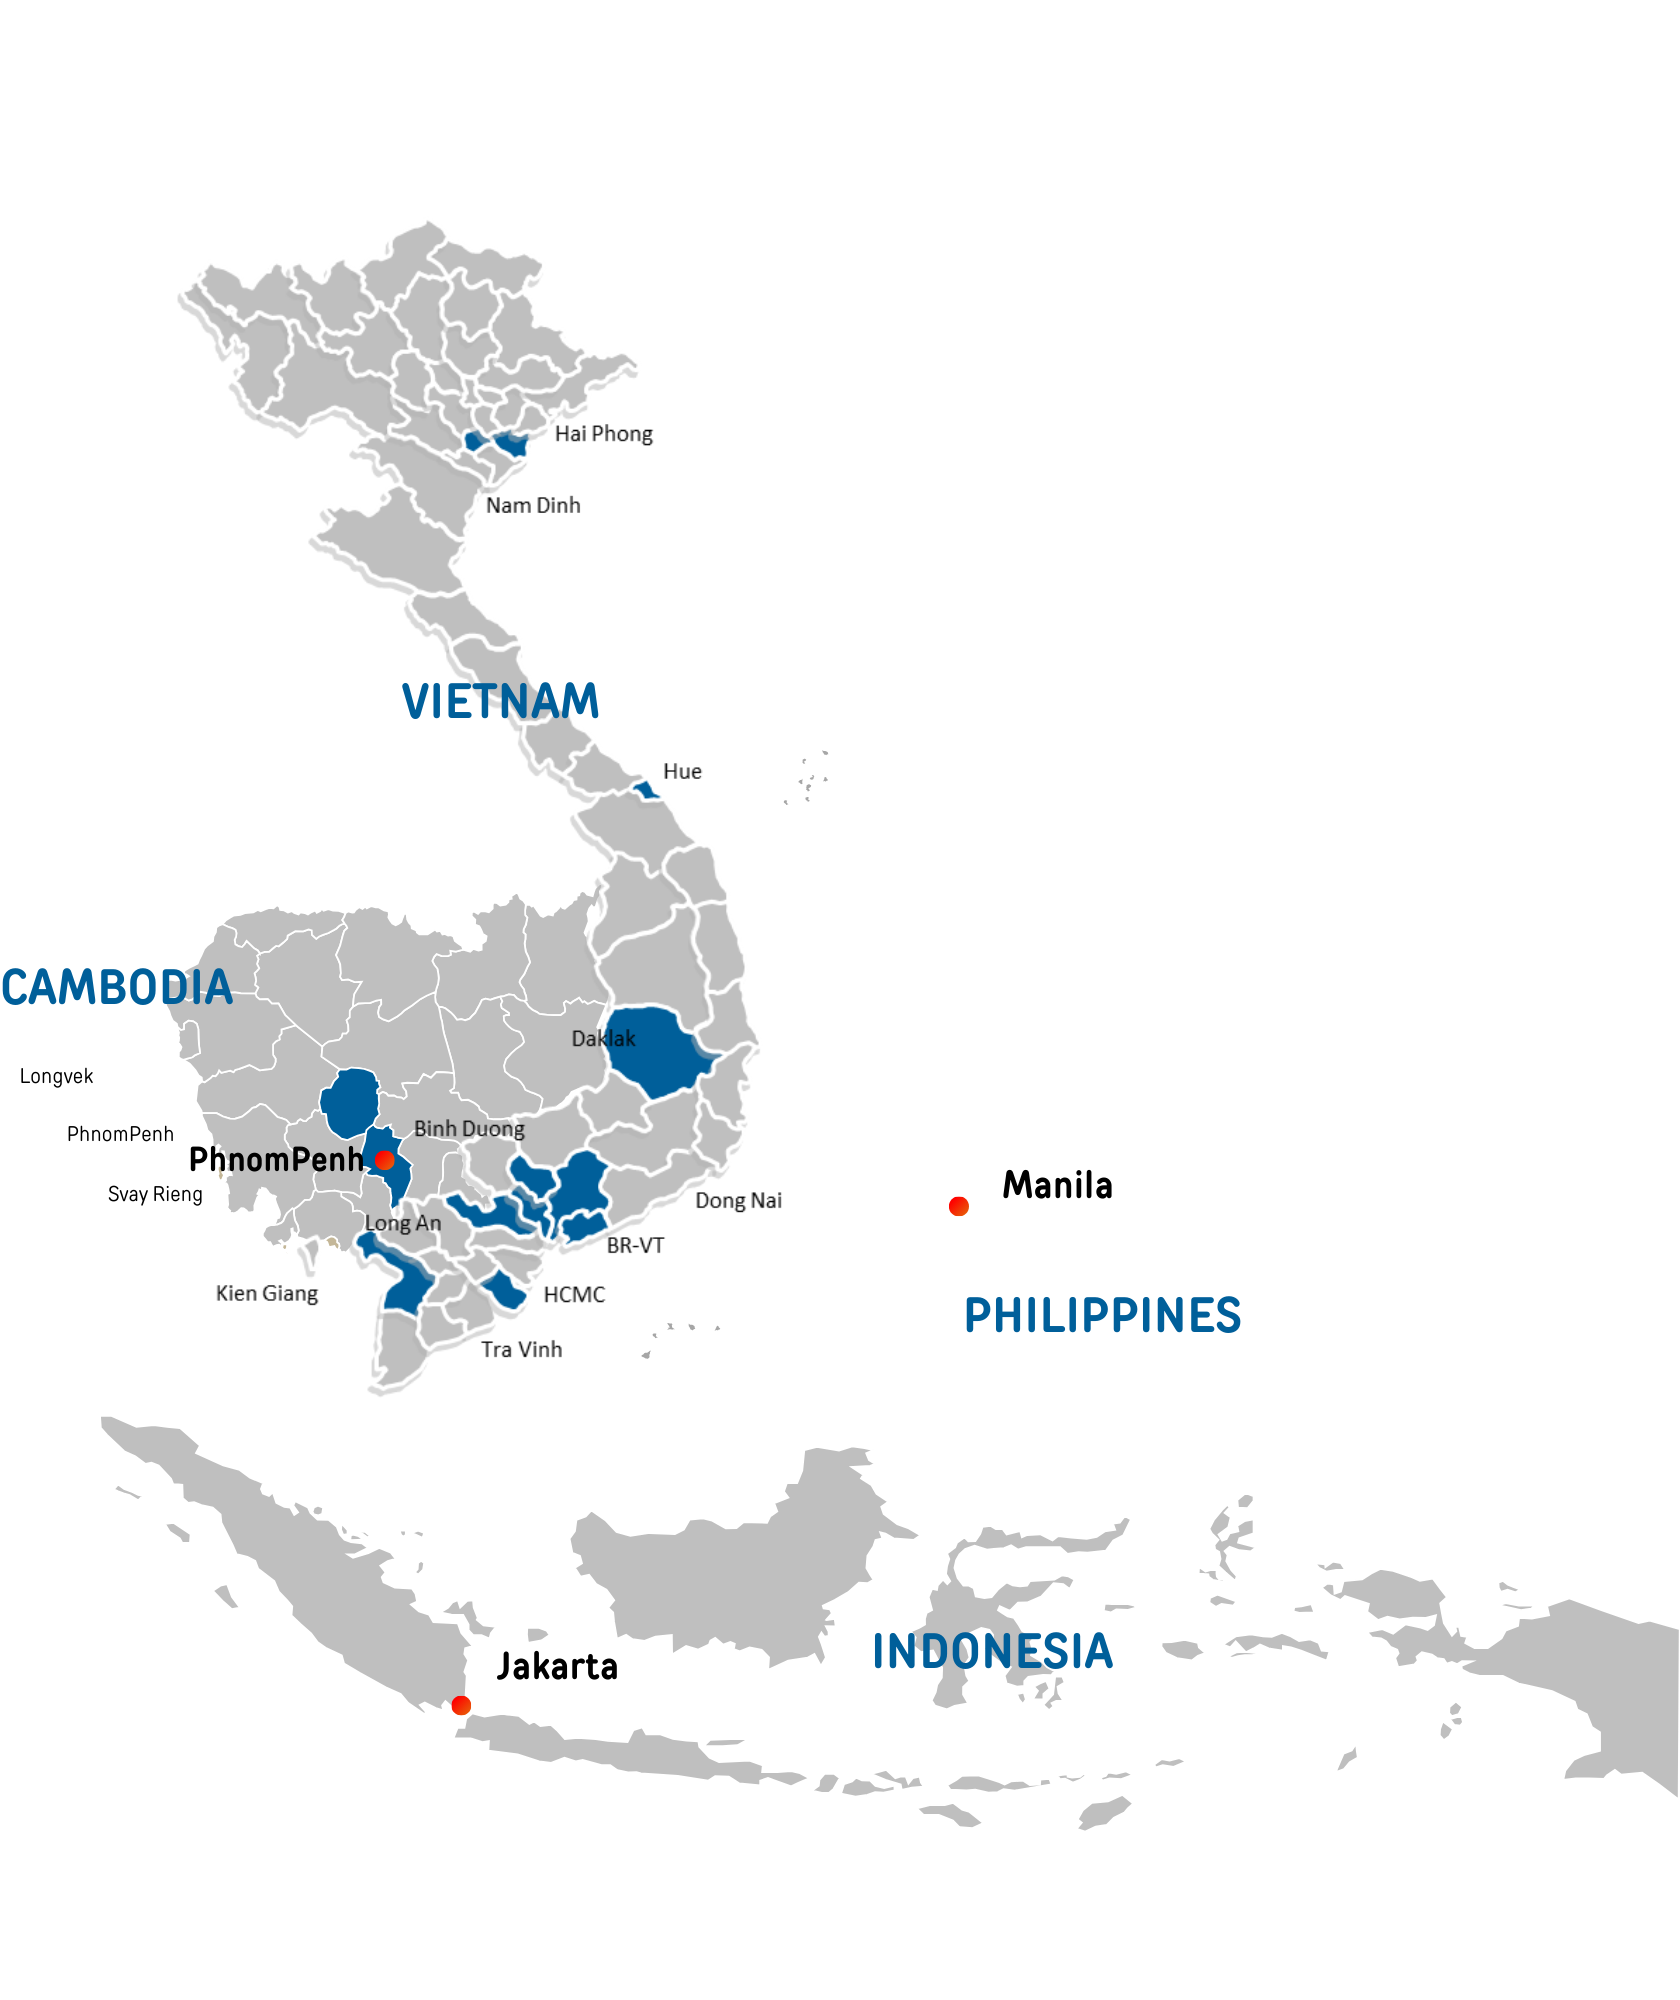 Hai Phong
Nam Dinh
VIETNAM
Hue
CAMBODIA
Daklak
Longvek
Binh Duong
PhnomPenh
PhnomPenh
Manila
Svay Rieng
Dong Nai
Long An
BR-VT
Kien Giang
HCMC
PHILIPPINES
Tra Vinh
INDONESIA
Jakarta